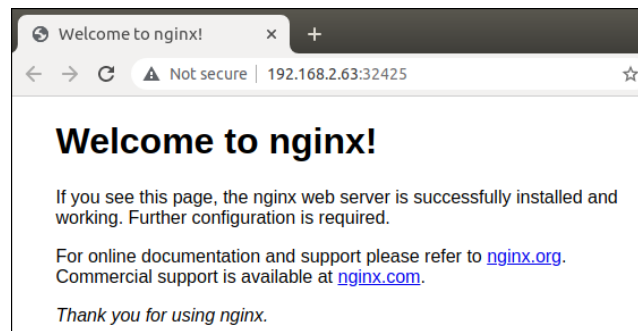 Welcome to nginx!
Not secure
192.168.2.63:32425
Welcome to nginx!
If you see this page, the nginx web server is successfully installed and
working. Further configuration is required.
For online documentation and support please refer to nginx.org.
Commercial support is available at nginx.com.
Thank you for using nginx.